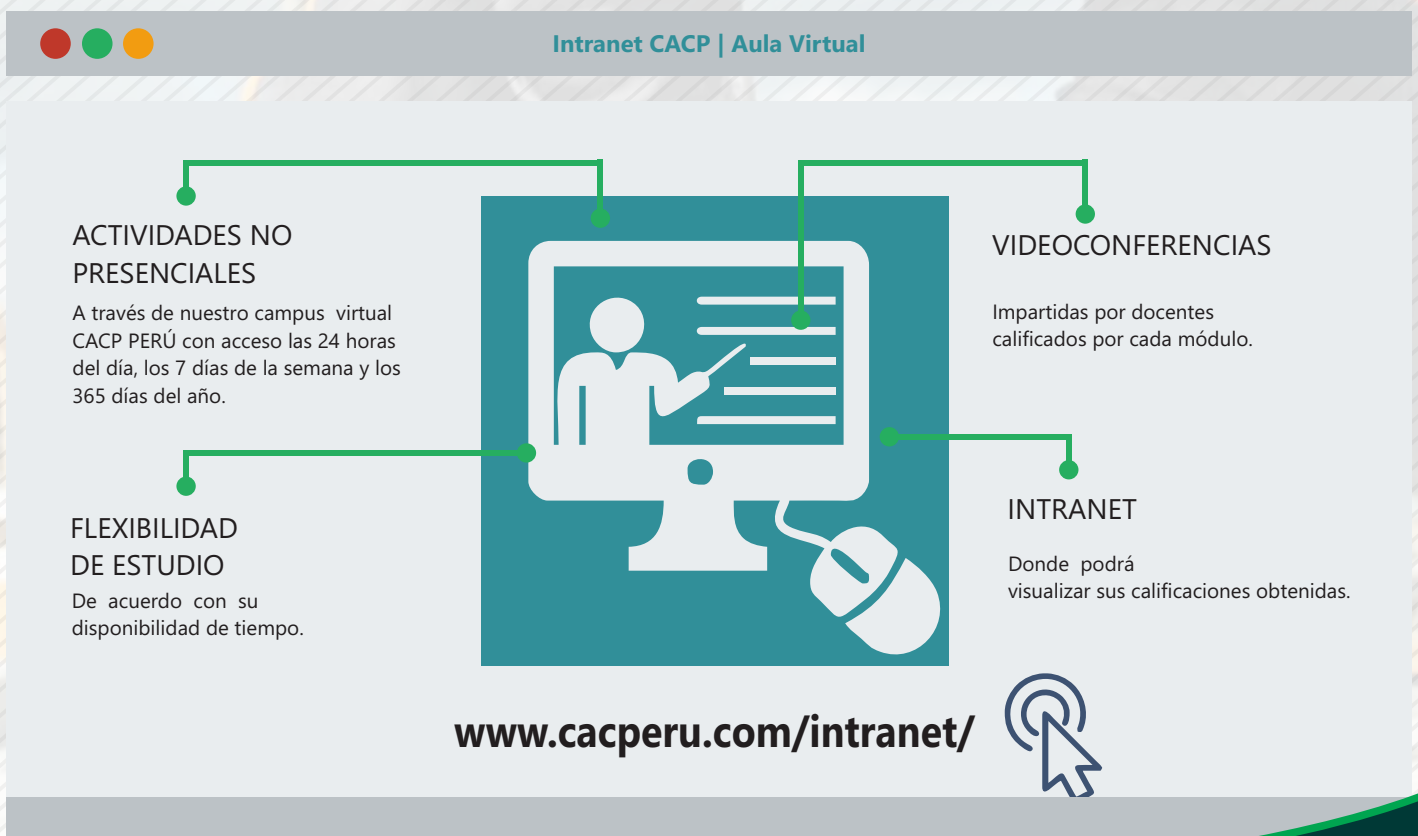 Intranet CACP | Aula Virtual
ACTIVIDADES NO
PRESENCIALES
A través de nuestro campus virtual
CACP PERÚ con acceso las 24 horas
del día, los 7 días de la semana y los
365 días del año.
VIDEOCONFERENCIAS
Impartidas por docentes
calificados por cada módulo.
FLEXIBILIDAD
DE ESTUDIO
De acuerdo con su
disponibilidad de tiempo.
INTRANET
Donde podrá
visualizar sus calificaciones obtenidas.
www.cacperu.com/intranet/